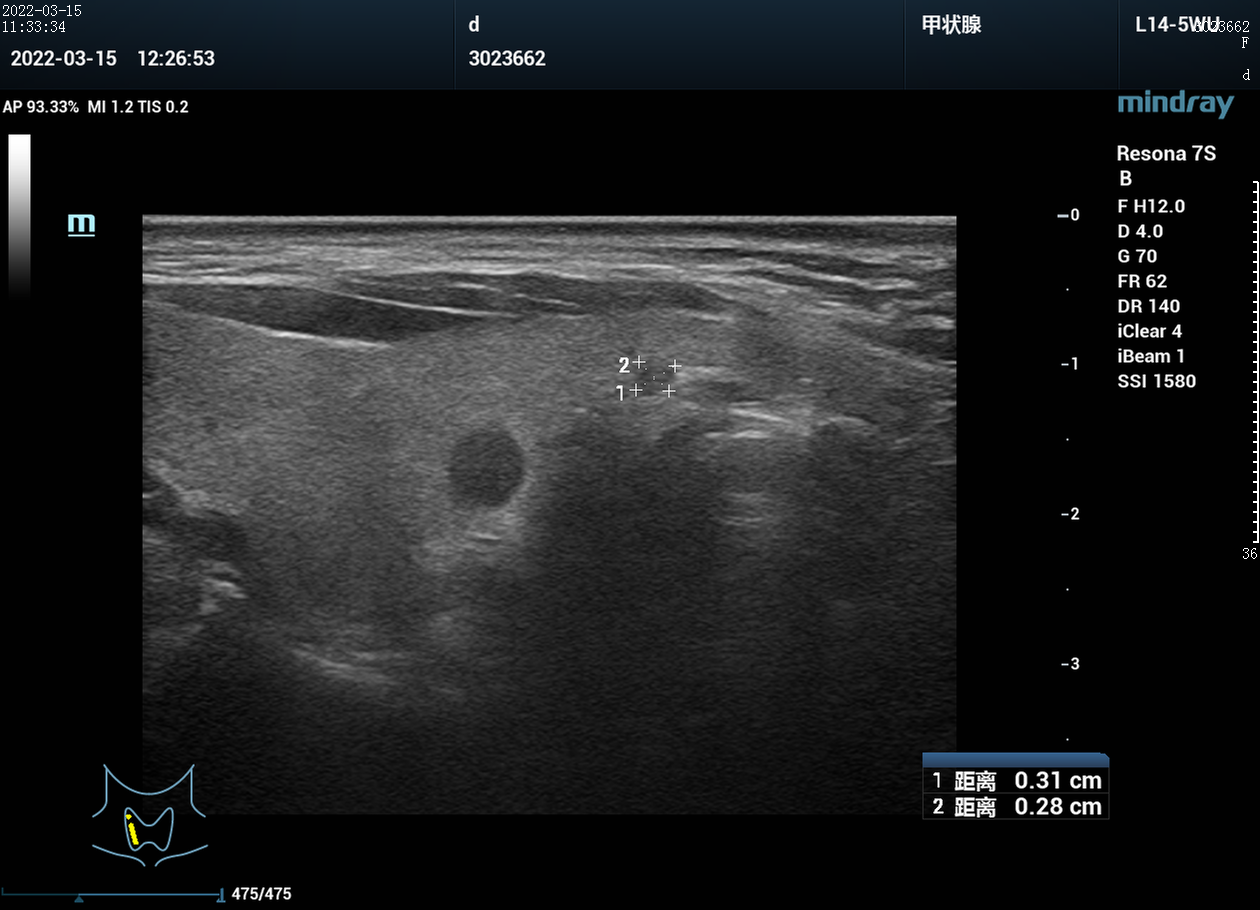 2022-03-15
11:33:34
2022-03-15 12:26:53
d
3023662
甲状腺
L14-5WU
3023662
F
d
AP 93.33% MI 1.2 TIS 0.2
mindray
m
Resona 7S
B
F H12.0
D 4.0
G 70
FR 62
DR 140
iClear 4
iBeam 1
SSI 1580
0
1
2
3
2
1
36
1 距离 0.31 cm
2 距离 0.28 cm
475/475